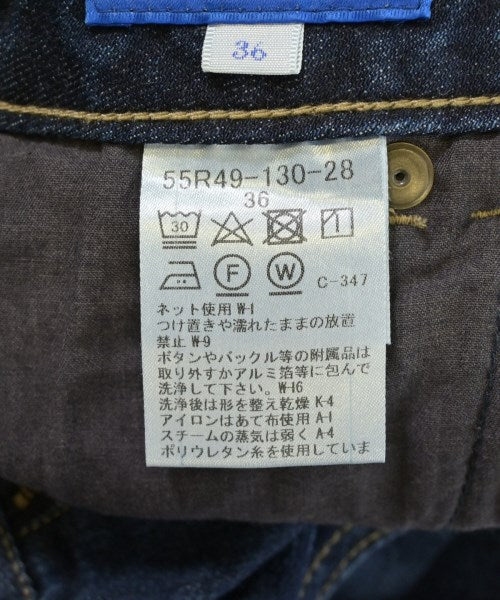 36
55R49-130-28
36
30
F W C-347
ネット使用 W-1
つけ置きや濡れたままの放置
禁止 W-9
ボタンやバックル等の附属品は
取り外すかアルミ箔等に包んで
洗浄して下さい。W-16
洗浄後は形を整え乾燥 K-4
アイロンはあて布使用 A-1
スチームの蒸気は弱く A-4
ポリウレタン糸を使用していま